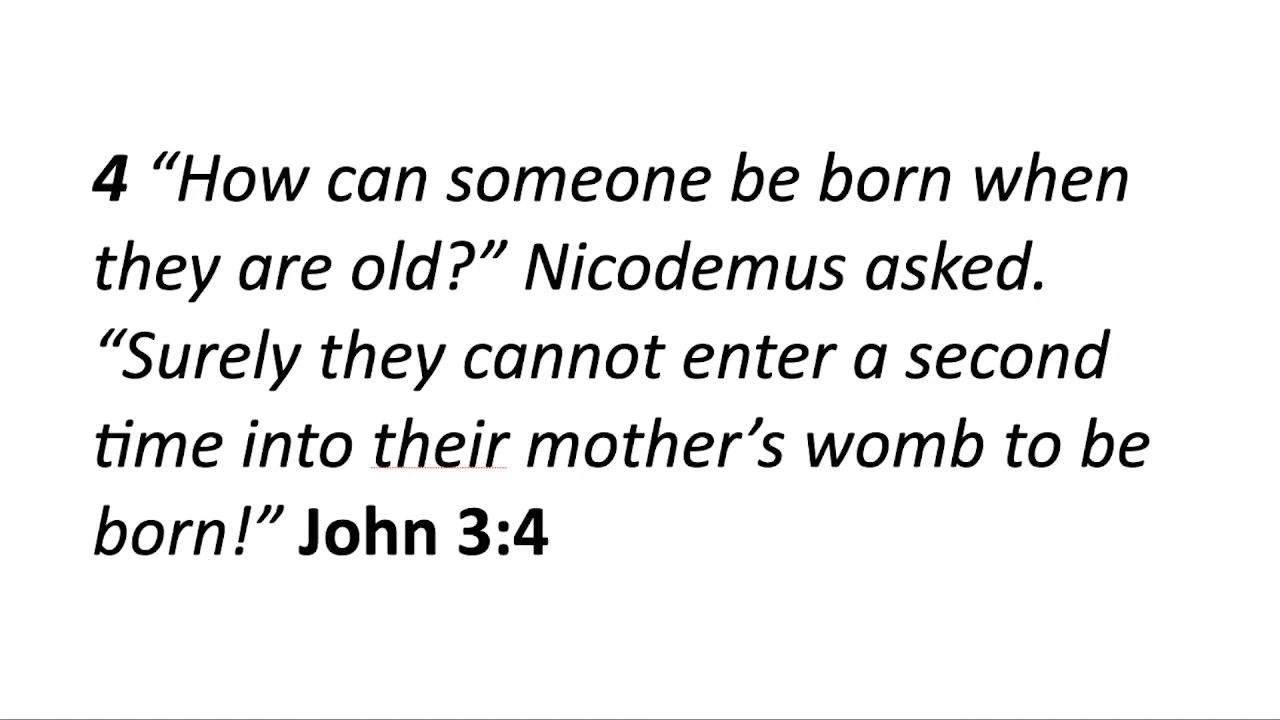 4 “How can someone be born when
they are old?” Nicodemus asked.
“Surely they cannot enter a second
time into their mother’s womb to be
born!” John 3:4